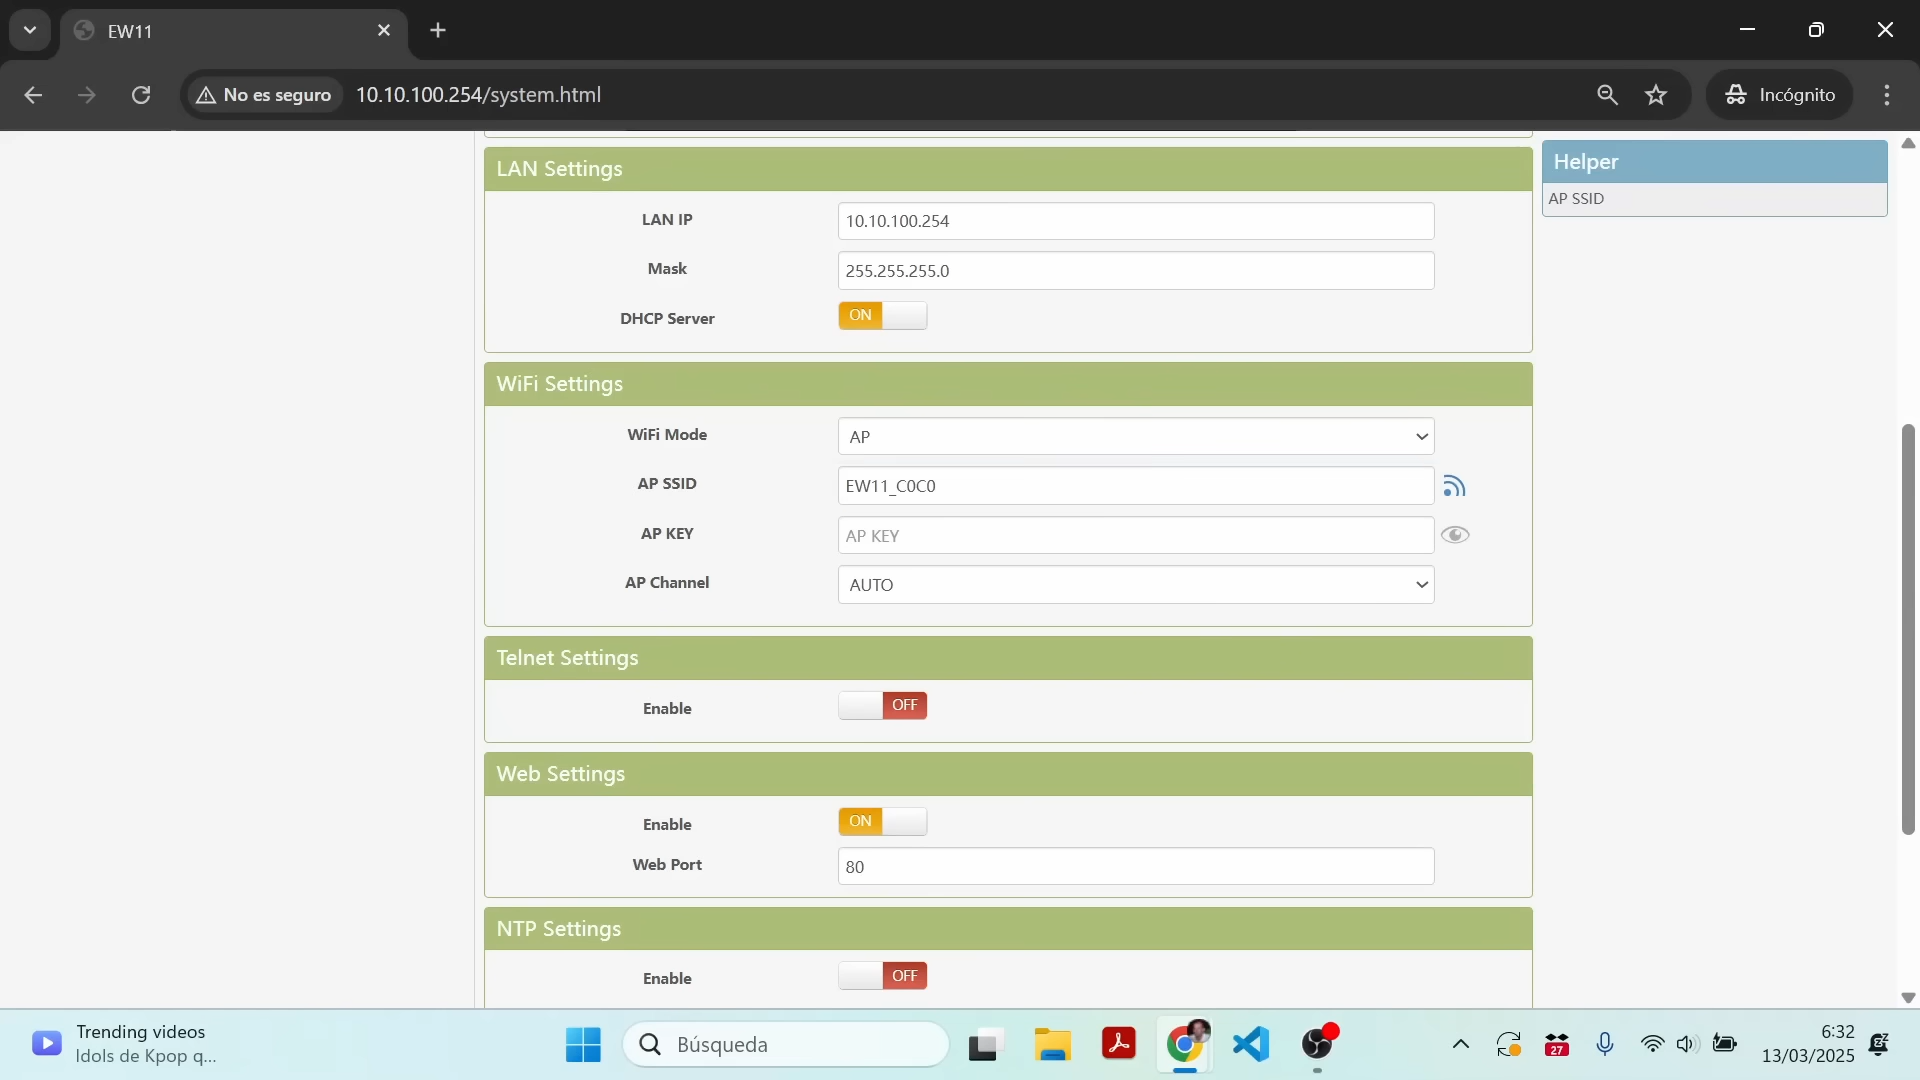 EW11
No es seguro
10.10.100.254/system.html
Incógnito
LAN Settings
LAN IP
10.10.100.254
Mask
255.255.255.0
DHCP Server
ON
WiFi Settings
WiFi Mode
AP
AP SSID
EW11_C0C0
AP KEY
AP KEY
AP Channel
AUTO
Telnet Settings
Enable
OFF
Web Settings
Enable
ON
Web Port
80
NTP Settings
Enable
OFF
Helper
AP SSID
Trending videos
Idols de Kpop q...
Búsqueda
27
6:32
13/03/2025